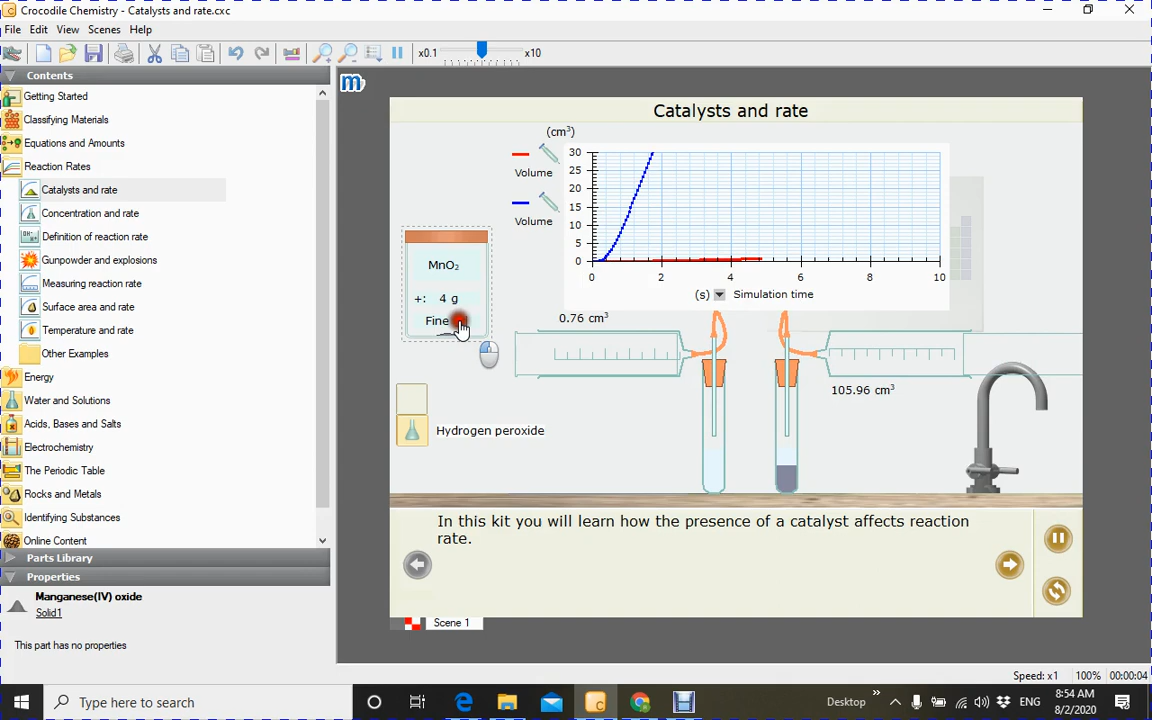 Crocodile Chemistry - Catalysts and rate.cxc
File Edit View Scenes Help
x0.1 x10
Contents
Getting Started
Classifying Materials
Equations and Amounts
Reaction Rates
Catalysts and rate
Concentration and rate
Definition of reaction rate
Gunpowder and explosions
Measuring reaction rate
Surface area and rate
Temperature and rate
Other Examples
Energy
Water and Solutions
Acids, Bases and Salts
Electrochemistry
The Periodic Table
Rocks and Metals
Identifying Substances
Online Content
Parts Library
Properties
Manganese(IV) oxide
Solid1
This part has no properties
m
Catalysts and rate
(cm³)
Volume
Volume
30
25
20
15
10
5
0
0 2 4 6 8 10
(s) Simulation time
MnO₂
+: 4 g
Fine
0.76 cm³
105.96 cm³
Hydrogen peroxide
In this kit you will learn how the presence of a catalyst affects reaction
rate.
Scene 1
Speed: x1 100% 00:00:04
Type here to search
Desktop
ENG
8:54 AM
8/2/2020